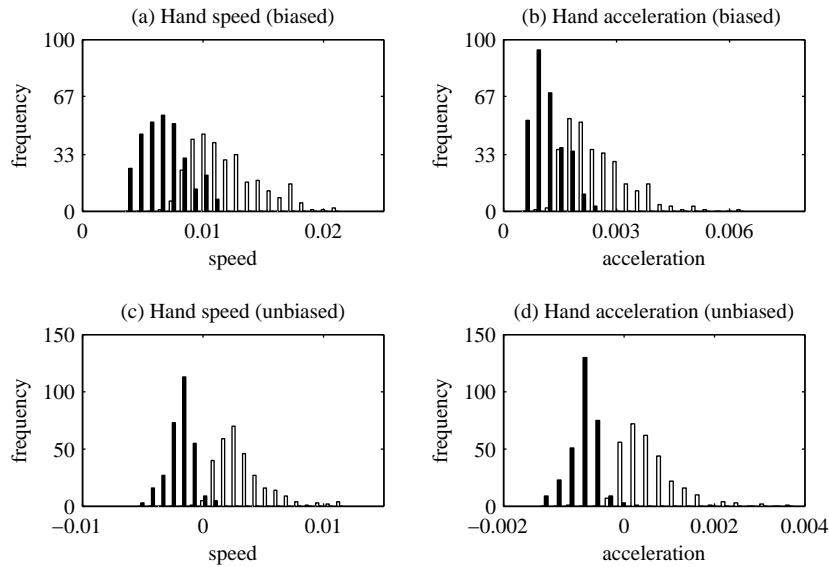 (a) Hand speed (biased)
100
67
33
0
frequency
0
0.01
0.02
speed
(b) Hand acceleration (biased)
100
67
33
0
frequency
0
0.003
0.006
acceleration
(c) Hand speed (unbiased)
150
100
50
0
frequency
−0.01
0
0.01
speed
(d) Hand acceleration (unbiased)
150
100
50
0
frequency
−0.002
0
0.002
0.004
acceleration